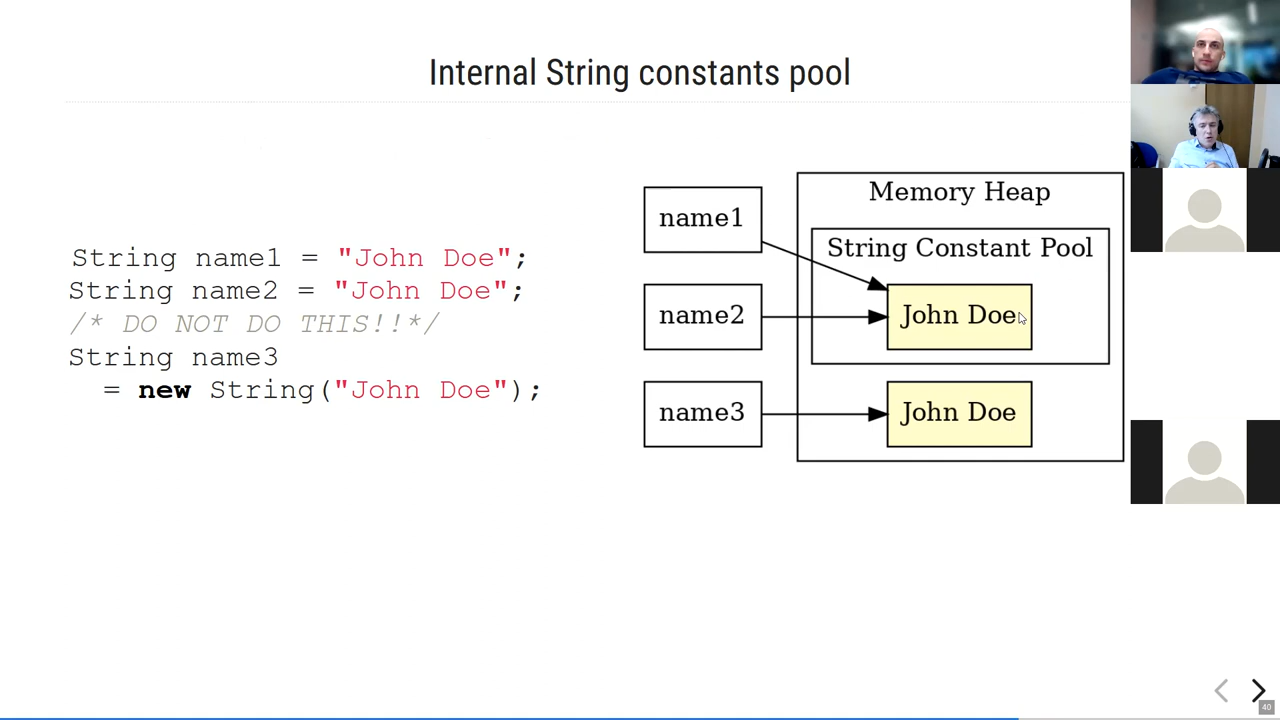 Internal String constants pool
String name1 = "John Doe";
String name2 = "John Doe";
/* DO NOT DO THIS!!*/
String name3
= new String("John Doe");
Memory Heap
String Constant Pool
name1
name2
name3
John Doe
John Doe
40